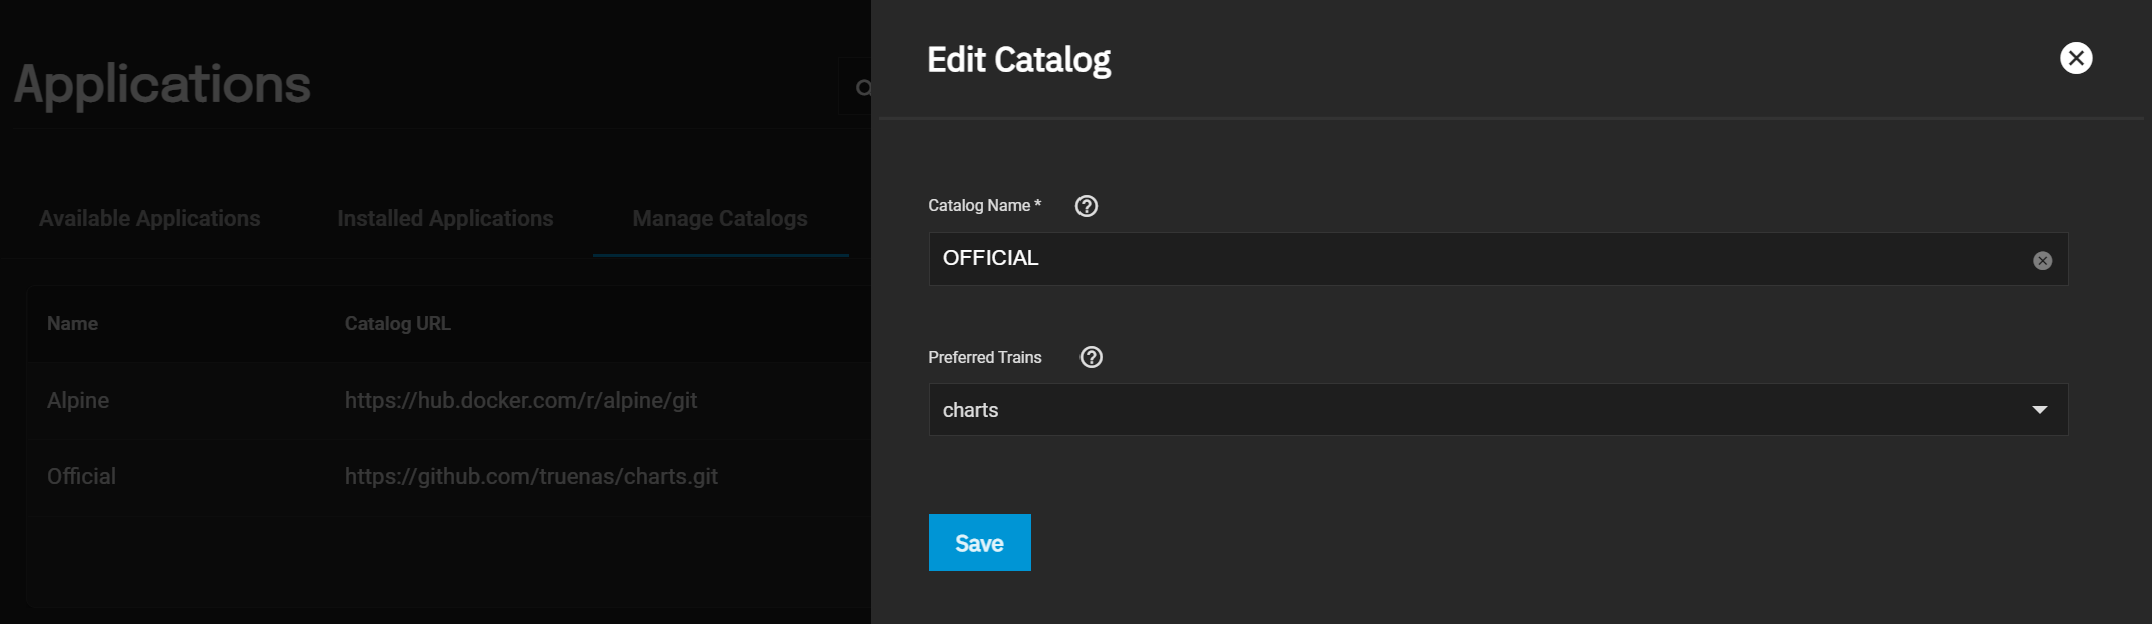 Applications
Available Applications
Installed Applications
Manage Catalogs
Name
Catalog URL
Alpine
https://hub.docker.com/r/alpine/git
Official
https://github.com/truenas/charts.git
Edit Catalog
Catalog Name *
OFFICIAL
Preferred Trains
charts
Save